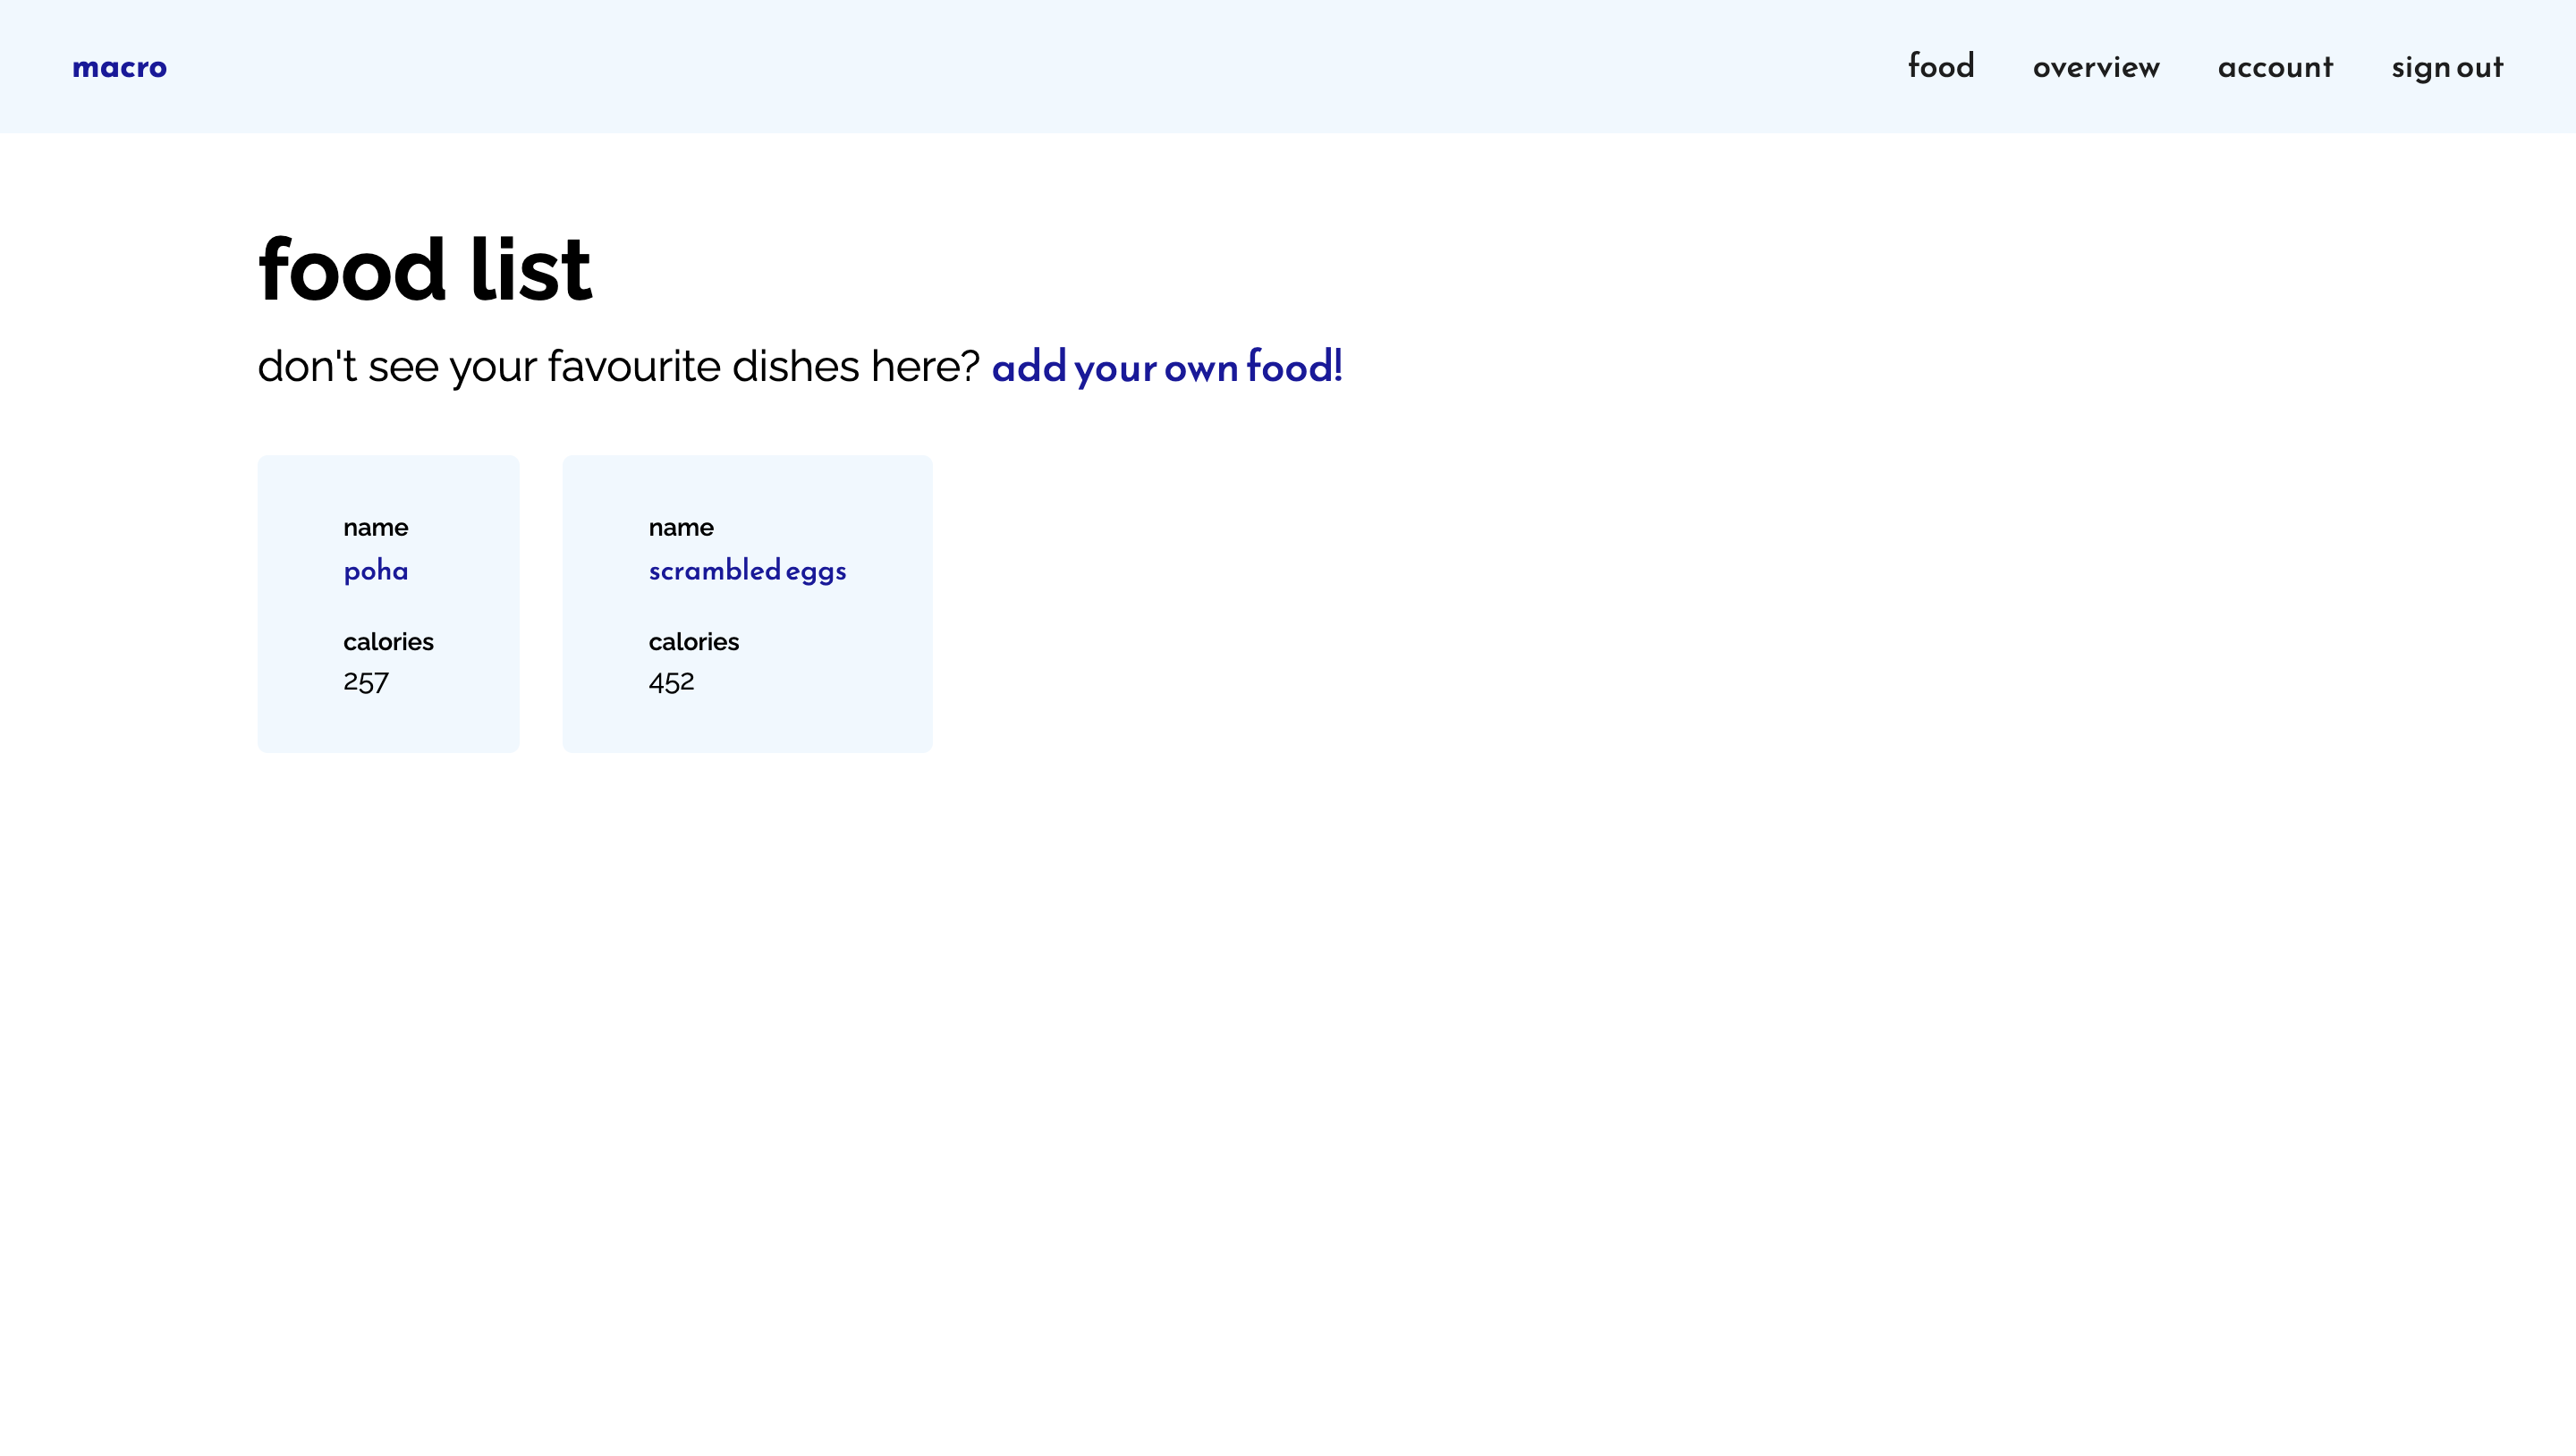 macro food overview account sign out
food list
don't see your favourite dishes here? add your own food!
name
poha
calories
257
name
scrambled eggs
calories
452